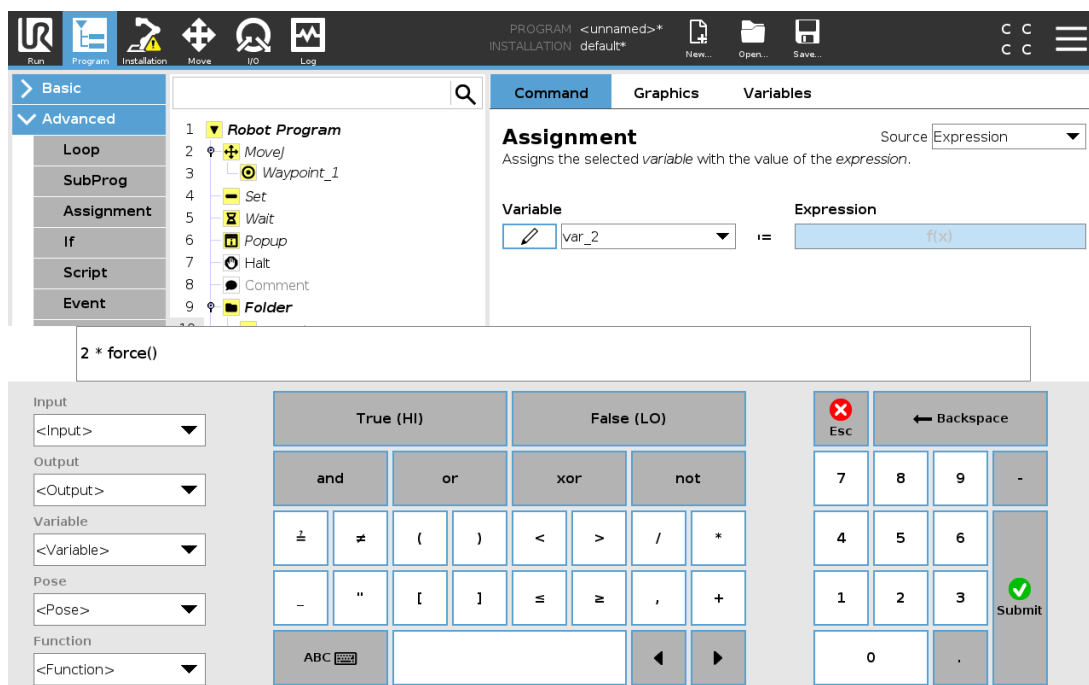 PROGRAM <unnamed>*
INSTALLATION default*
UR
Run
Program
Installation
Move
I/O
Log
New...
Open...
Save...
C C
C C
Basic
Advanced
Loop
SubProg
Assignment
If
Script
Event
1 Robot Program
2 MoveJ
3 Waypoint_1
4 Set
5 Wait
6 Popup
7 Halt
8 Comment
9 Folder
Command Graphics Variables
Assignment
Source Expression
Assigns the selected variable with the value of the expression.
Variable Expression
var_2 := f(x)
2 * force()
Input
<Input>
Output
<Output>
Variable
<Variable>
Pose
<Pose>
Function
<Function>
True (HI) False (LO)
and or xor not
≟ ≠ ( ) < > / *
_ " [ ] ≤ ≥ , +
ABC
Esc Backspace
7 8 9 -
4 5 6
1 2 3 Submit
0 .